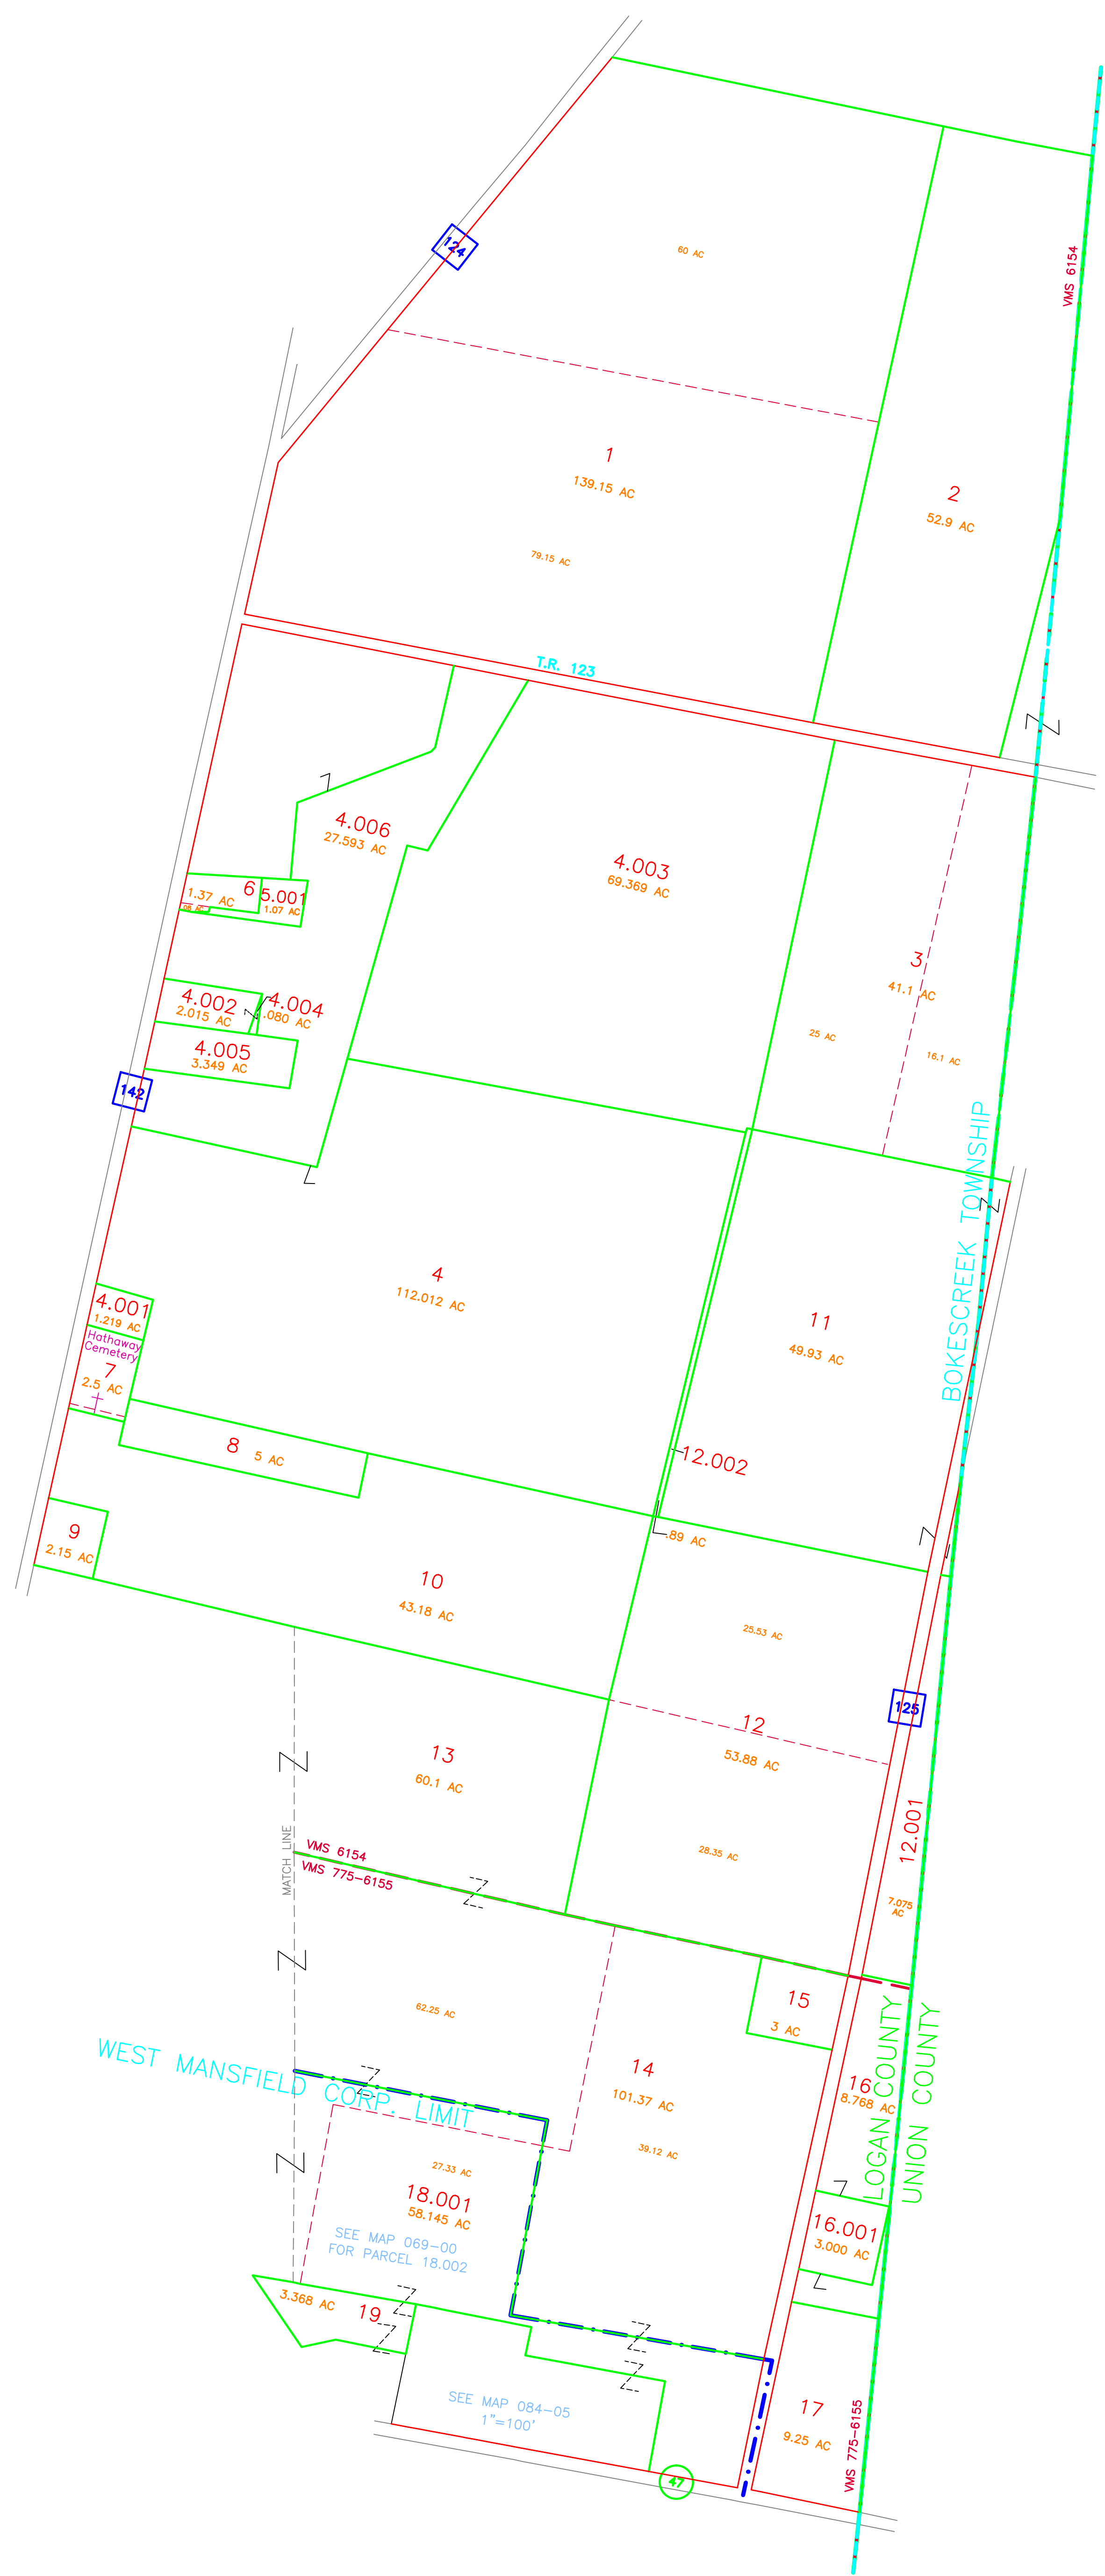 124
60 AC
VMS 6154
1
139.15 AC
2
52.9 AC
79.15 AC
T.R. 123
4.006
27.593 AC
4.003
69.369 AC
6
1.37 AC
5.001
1.07 AC
3
41.1 AC
25 AC
16.1 AC
4.002
2.015 AC
4.004
.080 AC
4.005
3.349 AC
142
BOKESCREEK TOWNSHIP
4
112.012 AC
4.001
1.219 AC
Hathaway
Cemetery
7
2.5 AC
11
49.93 AC
8 5 AC
12.002
.89 AC
9
2.15 AC
10
43.18 AC
25.53 AC
125
12
53.88 AC
13
60.1 AC
28.35 AC
12.001
7.075
AC
MATCH LINE
VMS 6154
VMS 775-6155
62.25 AC
15
3 AC
14
101.37 AC
39.12 AC
16
8.768 AC
LOGAN COUNTY
UNION COUNTY
WEST MANSFIELD CORP. LIMIT
27.33 AC
18.001
58.145 AC
SEE MAP 069-00
FOR PARCEL 18.002
16.001
3.000 AC
3.368 AC
19
SEE MAP 084-05
1"=100'
17
9.25 AC
VMS 775-6155
47